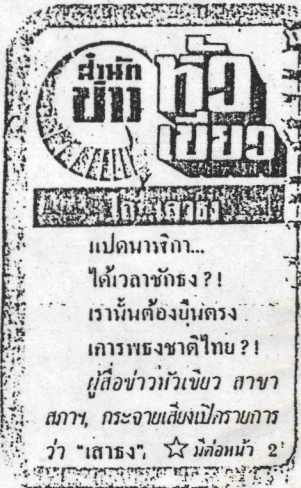 สำนัก
ข่าว
หัว
เขียว
โดย..เสาธง
แปดนาฬิกา...
ได้เวลาชักธง ?!
เรานั้นต้องยืนตรง
เคารพธงชาติไทย ?!
ผู้สื่อข่าวหัวเขียว สาขา
สภาฯ, กระจายเสียงเปิดรายการ
ว่า "เสาธง". ☆ มีต่อหน้า 2